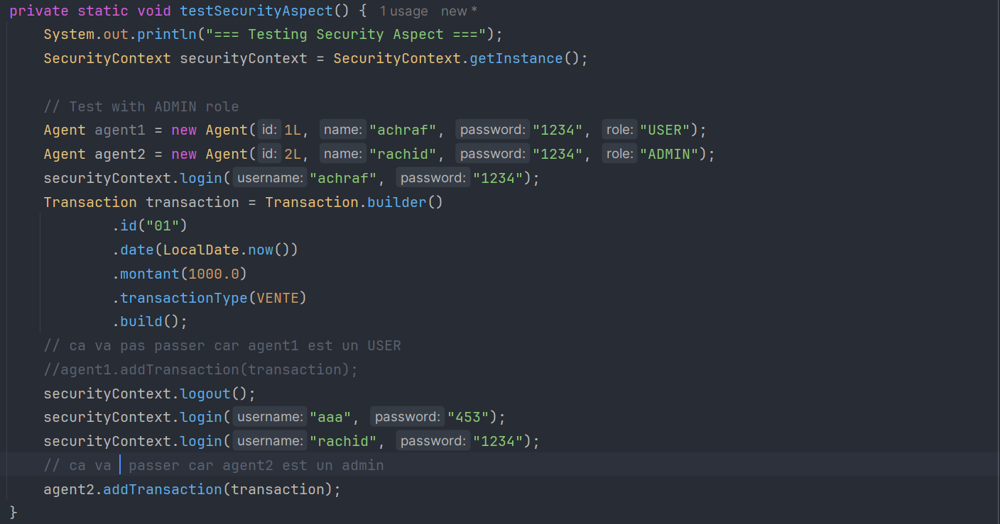 private static void testSecurityAspect() { 1 usage new *
System.out.println("=== Testing Security Aspect ===");
SecurityContext securityContext = SecurityContext.getInstance();
// Test with ADMIN role
Agent agent1 = new Agent( id: 1L, name: "achraf", password: "1234", role: "USER");
Agent agent2 = new Agent( id: 2L, name: "rachid", password: "1234", role: "ADMIN");
securityContext.login( username: "achraf", password: "1234");
Transaction transaction = Transaction.builder()
.id("01")
.date(LocalDate.now())
.montant(1000.0)
.transactionType(VENTE)
.build();
// ca va pas passer car agent1 est un USER
//agent1.addTransaction(transaction);
securityContext.logout();
securityContext.login( username: "aaa", password: "453");
securityContext.login( username: "rachid", password: "1234");
// ca va  passer car agent2 est un admin
agent2.addTransaction(transaction);
}